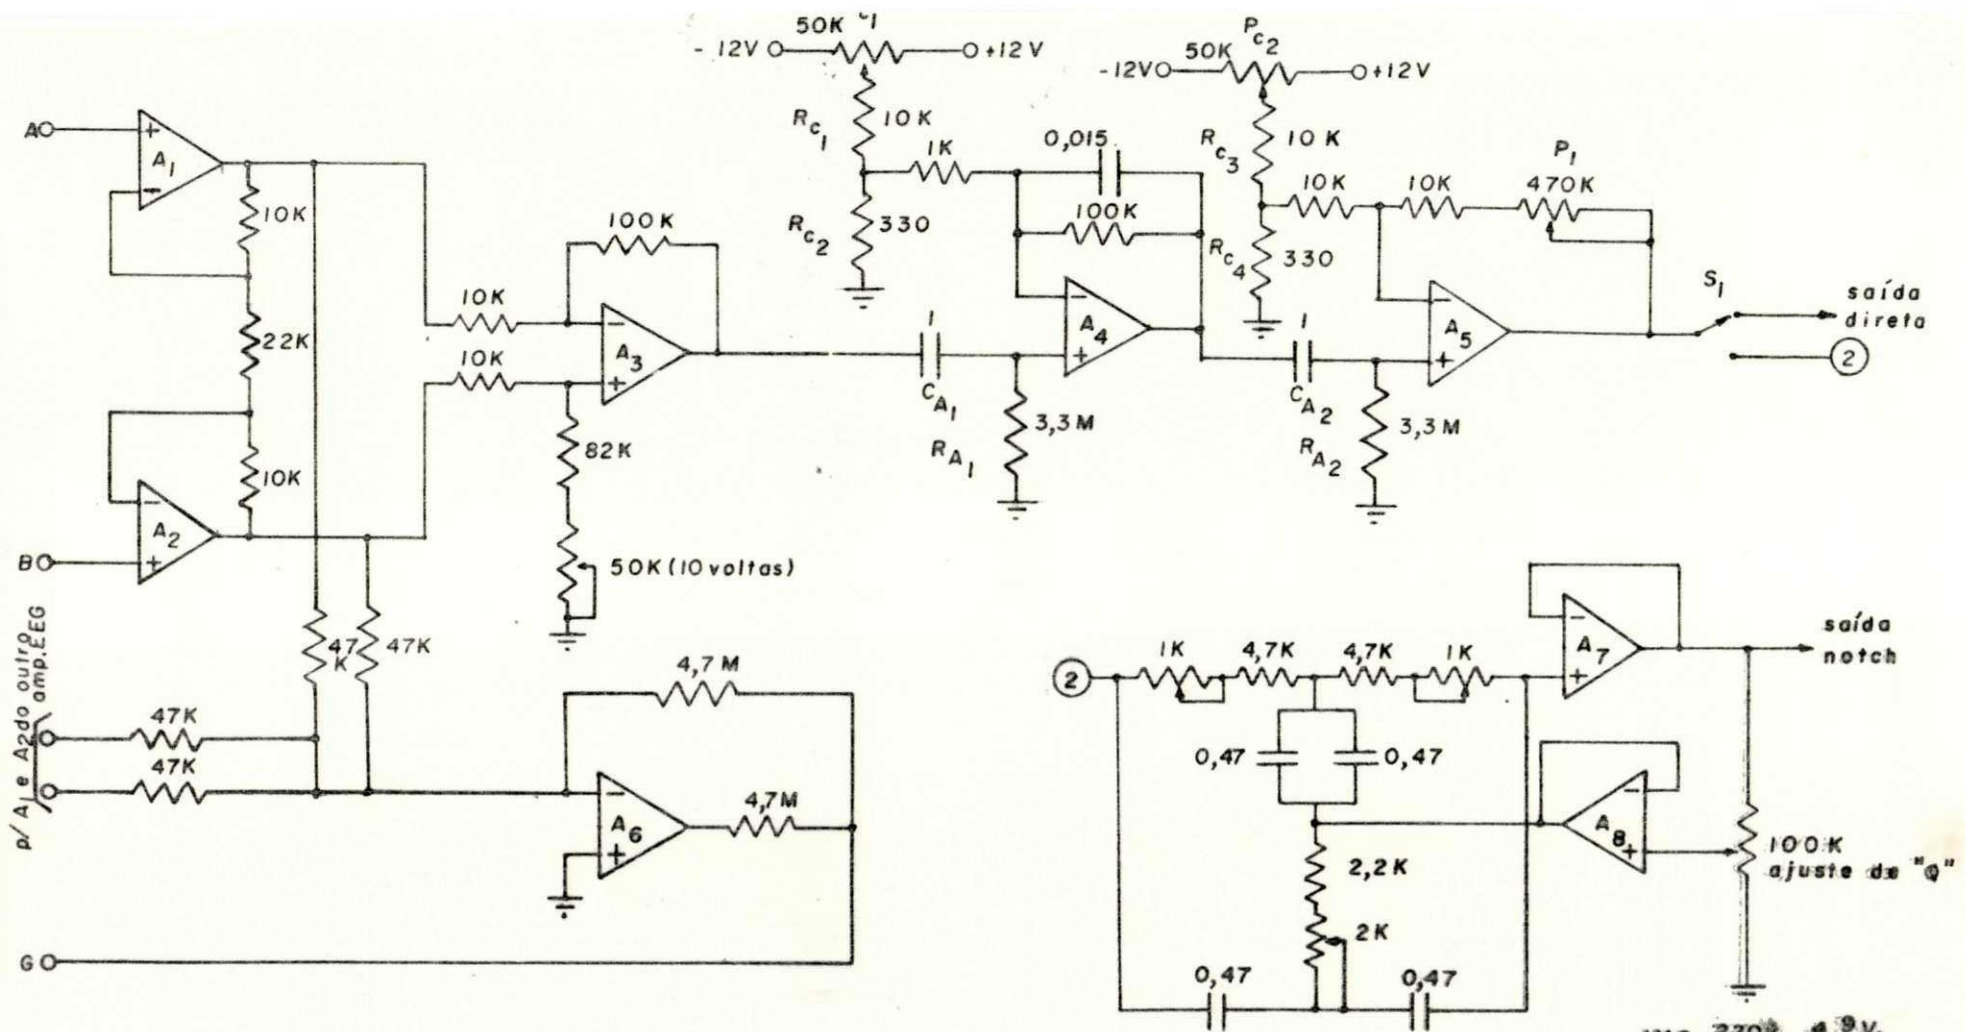 50K
- 12V
+12V
P c2
50K
-12V
+12V
A
A1
10K
22K
10K
A2
B
47K
47K
p/ A1 e A2 do outro
amp. EEG
47K
47K
G
10K
10K
100K
A3
82K
50K (10 voltas)
4,7M
A6
4,7M
Rc1
10K
1K
Rc2
330
0,015
100K
A4
1
CA1
RA1
3,3M
Rc3
10 K
10K
10K
P1
470K
Rc4
330
A5
1
CA2
RA2
3,3M
S1
saída
direta
2
2
1K
4,7K
4,7K
1K
0,47
0,47
A7
saída
notch
A8
100K
ajuste de "Q"
2,2K
2K
0,47
0,47